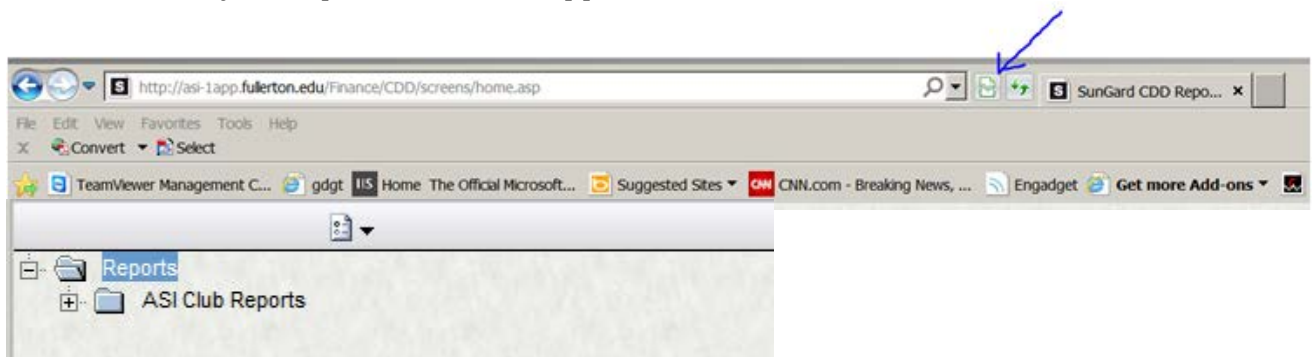 http://asi-1app.fullerton.edu/Finance/CDD/screens/home.asp
S SunGard CDD Repo... x
File Edit View Favorites Tools Help
x Convert Select
TeamViewer Management C... gdgt IIS Home The Official Microsoft... Suggested Sites CNN CNN.com - Breaking News, ... Engadget Get more Add-ons
Reports
ASI Club Reports